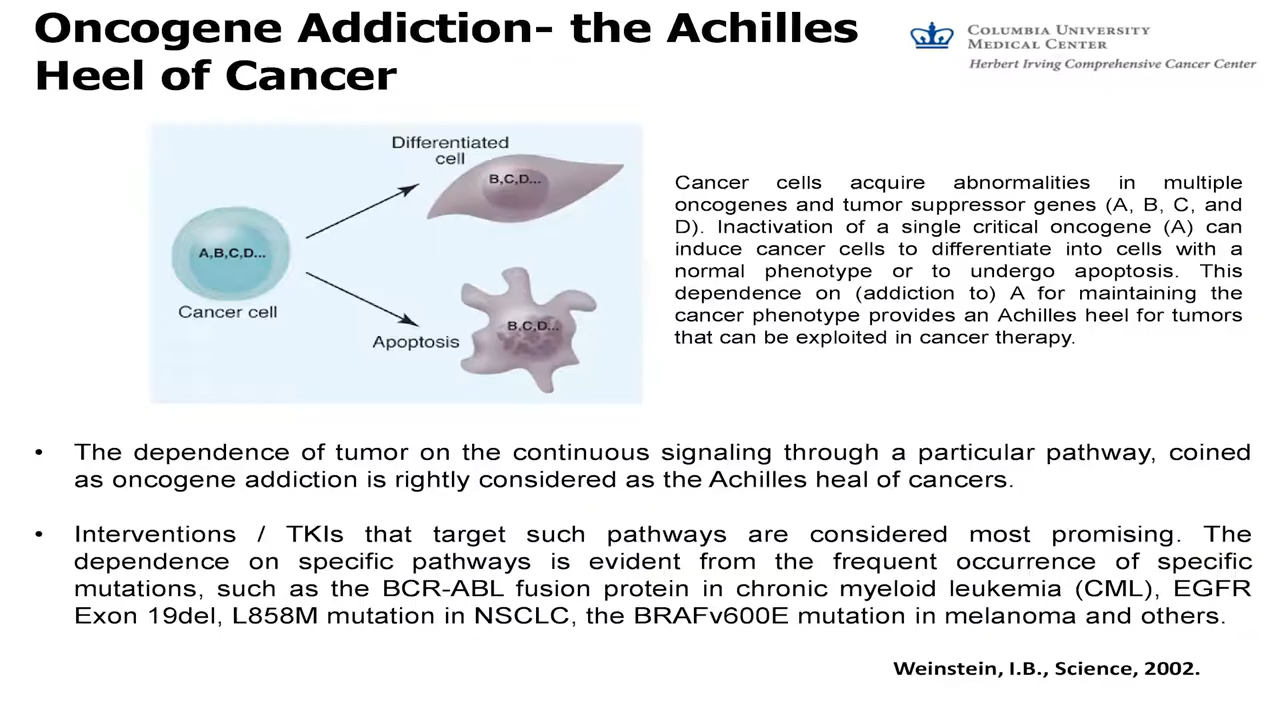 Oncogene Addiction- the Achilles
Heel of Cancer
COLUMBIA UNIVERSITY
MEDICAL CENTER
Herbert Irving Comprehensive Cancer Center
Differentiated
cell
B,C,D...
A,B,C,D...
Cancer cell
Apoptosis
B,C,D...
Cancer cells acquire abnormalities in multiple
oncogenes and tumor suppressor genes (A, B, C, and
D). Inactivation of a single critical oncogene (A) can
induce cancer cells to differentiate into cells with a
normal phenotype or to undergo apoptosis. This
dependence on (addiction to) A for maintaining the
cancer phenotype provides an Achilles heel for tumors
that can be exploited in cancer therapy.
• The dependence of tumor on the continuous signaling through a particular pathway, coined
as oncogene addiction is rightly considered as the Achilles heal of cancers.
• Interventions / TKIs that target such pathways are considered most promising. The
dependence on specific pathways is evident from the frequent occurrence of specific
mutations, such as the BCR-ABL fusion protein in chronic myeloid leukemia (CML), EGFR
Exon 19del, L858M mutation in NSCLC, the BRAFv600E mutation in melanoma and others.
Weinstein, I.B., Science, 2002.